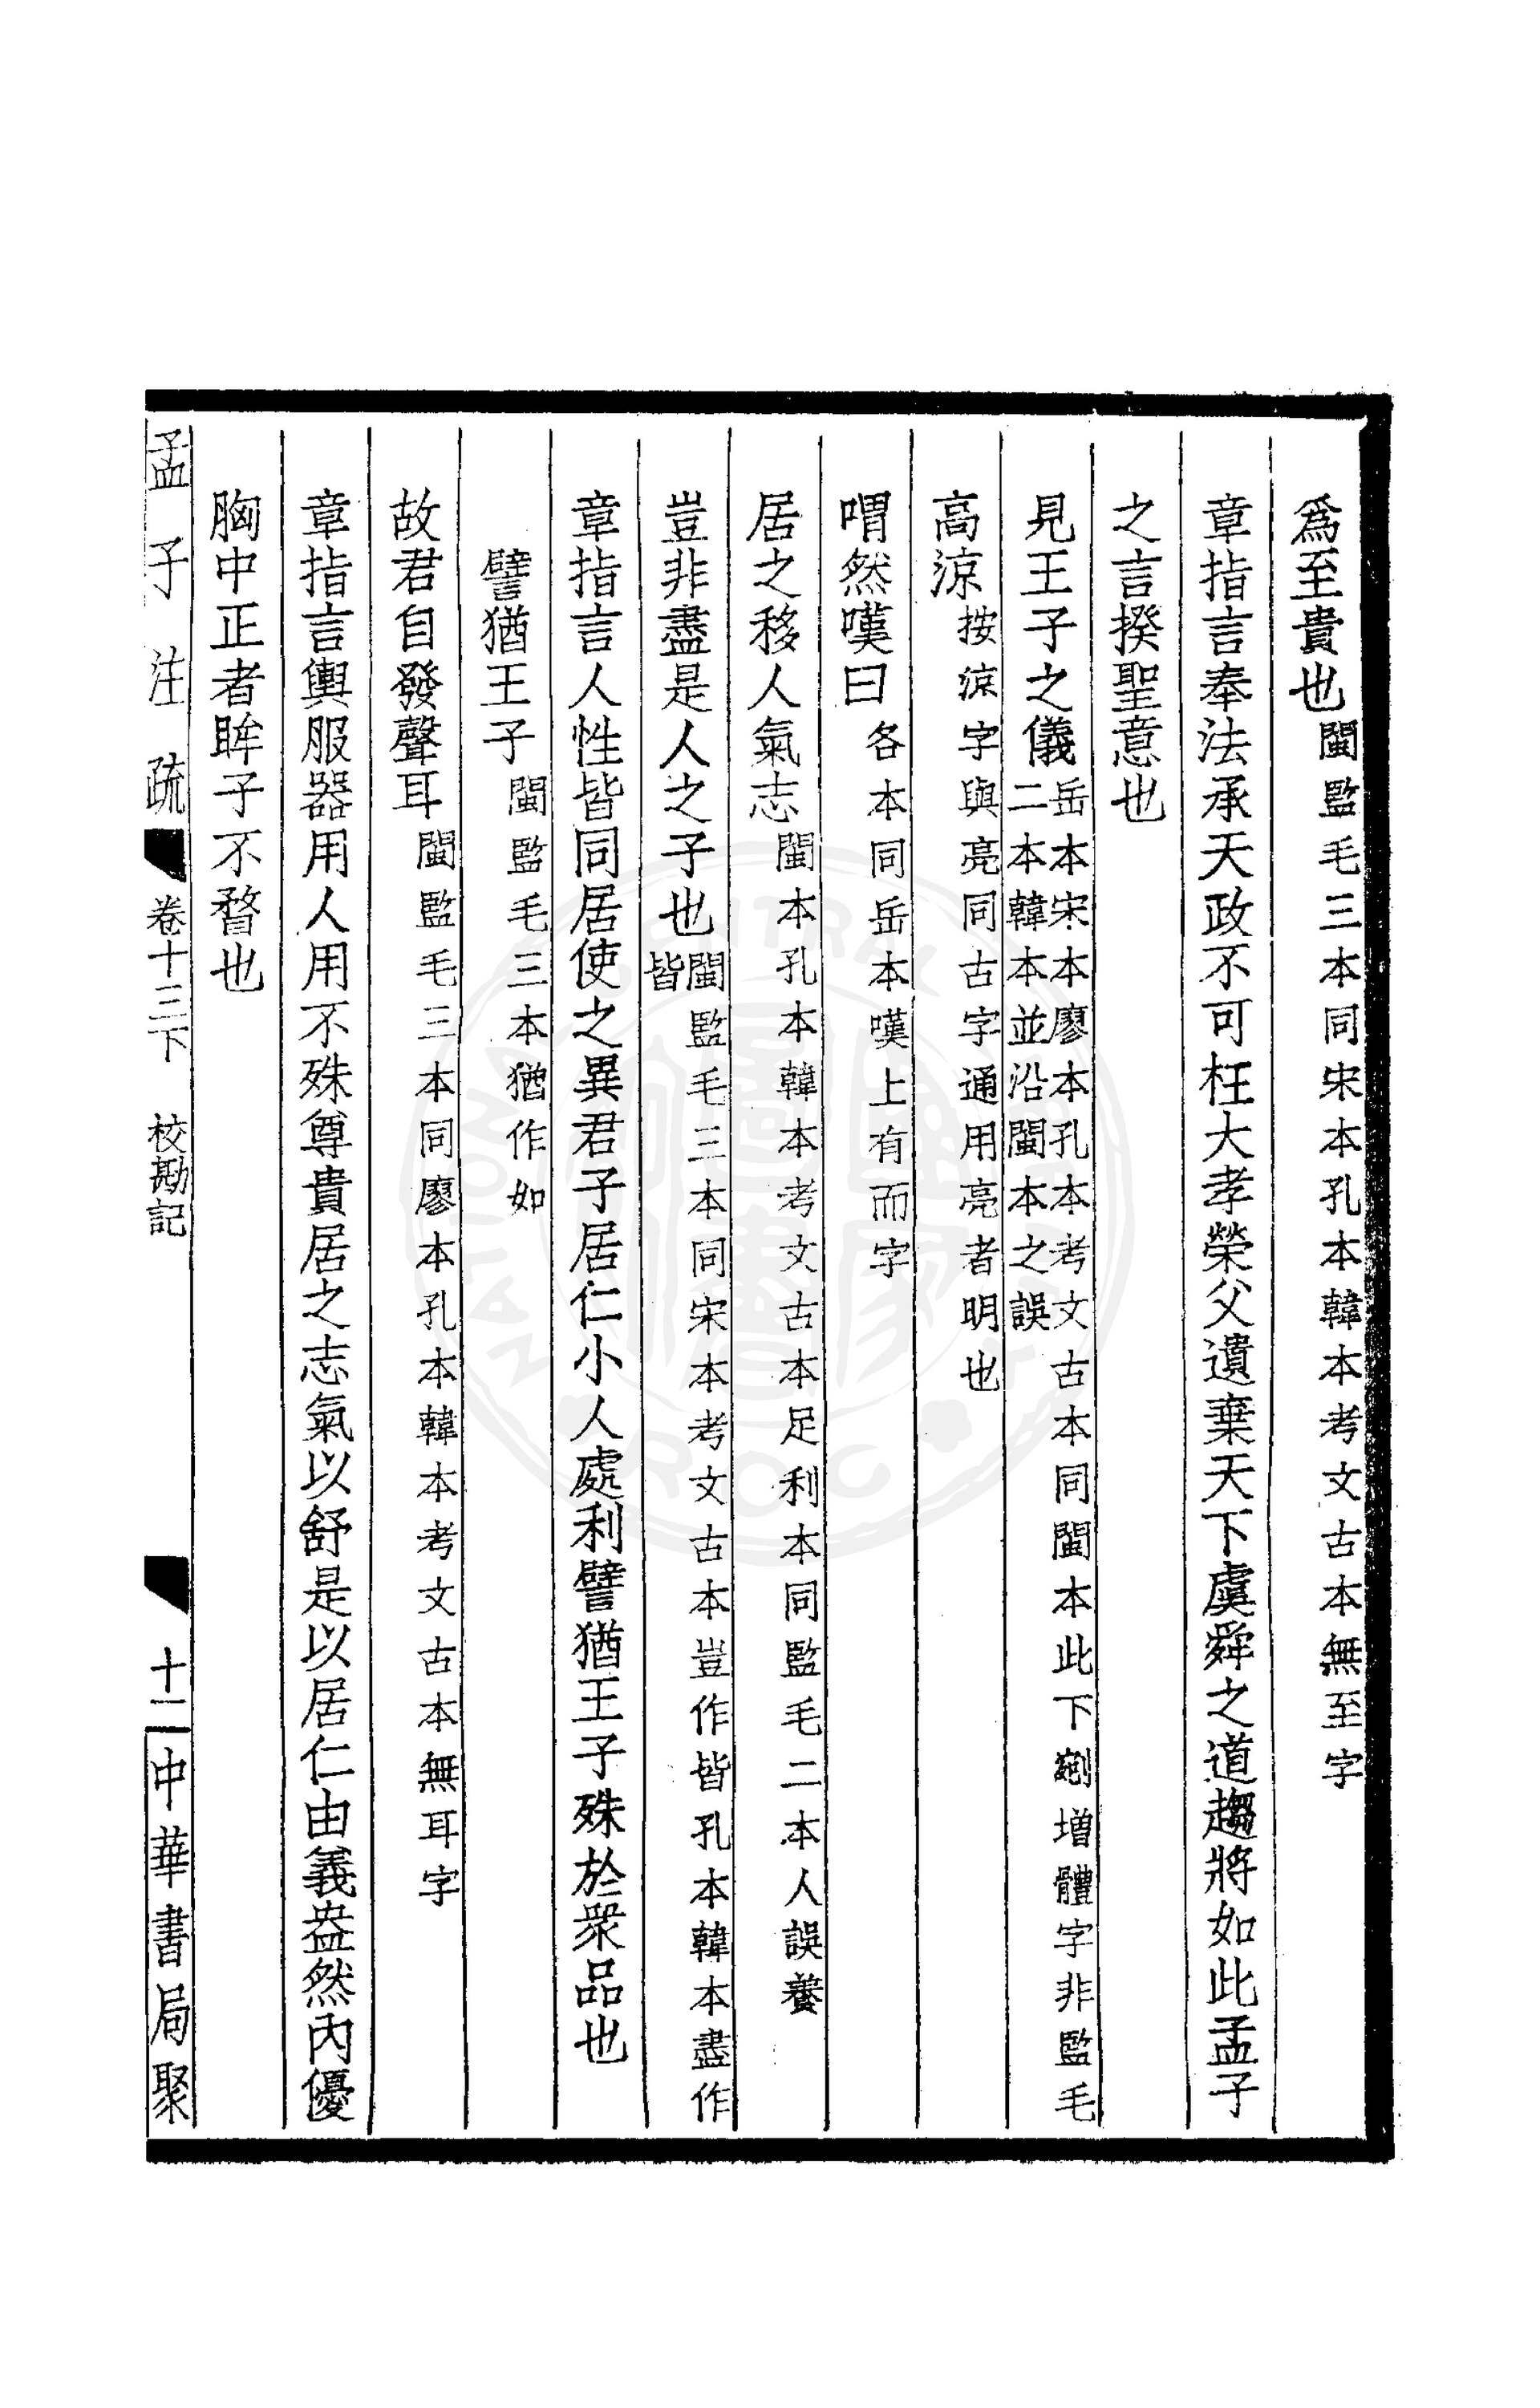 爲至貴也閩監毛三本同宋本孔本韓本考文古本無至字
章指言奉法承天政不可枉大孝榮父遺棄天下虞舜之道趨將如此孟子
之言揆聖意也
見王子之儀岳本宋本廖本孔本考文古本同閩本此下剜增體字非監毛二本韓本並沿閩本之誤
高涼按涼字與亮同古字通用亮者明也
喟然嘆曰各本同岳本嘆上有而字
居之移人氣志閩本孔本韓本考文古本足利本同監毛二本人誤養
豈非盡是人之子也閩監毛三本同宋本考文古本豈作皆孔本韓本盡作皆
章指言人性皆同居使之異君子居仁小人處利譬猶王子殊於衆品也
譬猶王子閩監毛三本猶作如
故君自發聲耳閩監毛三本同廖本孔本韓本考文古本無耳字
章指言輿服器用人用不殊尊貴居之志氣以舒是以居仁由義盎然內優
胸中正者眸子不瞀也
孟子注疏 卷十三下 校勘記 十一 中華書局聚